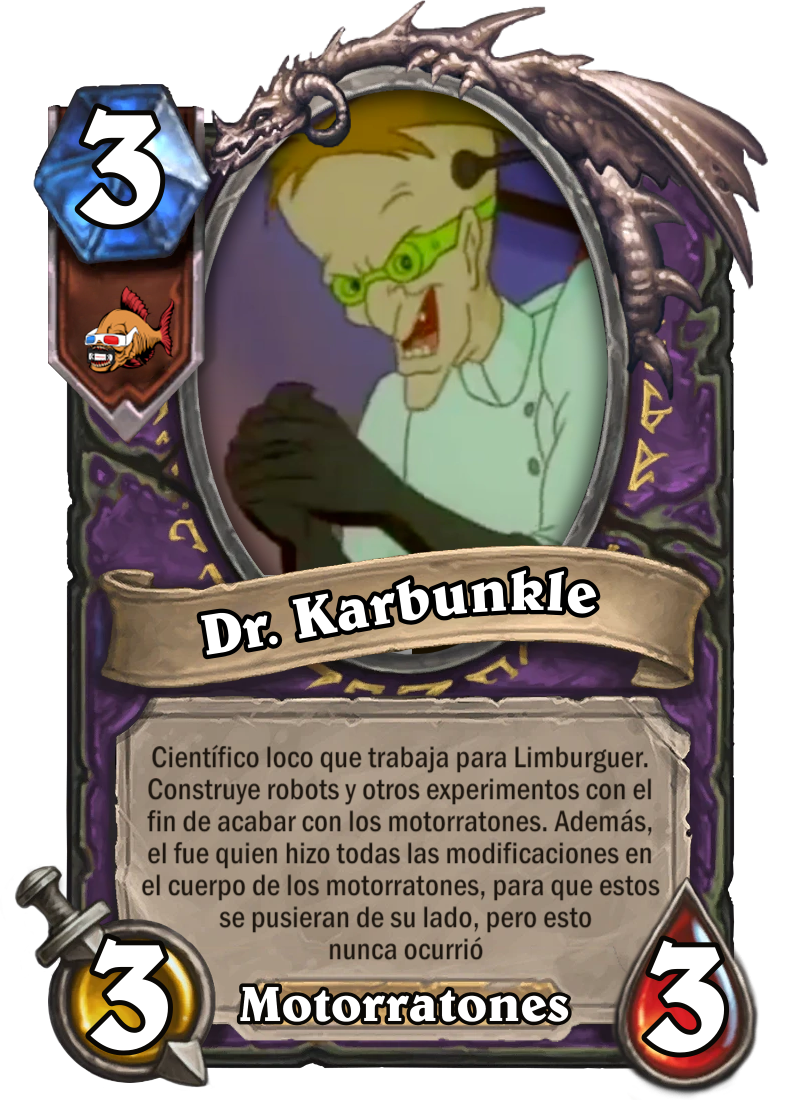 3
Dr. Karbunkle
Científico loco que trabaja para Limburguer.
Construye robots y otros experimentos con el
fin de acabar con los motorratones. Además,
el fue quien hizo todas las modificaciones en
el cuerpo de los motorratones, para que estos
se pusieran de su lado, pero esto
nunca ocurrió
3
Motorratones
3